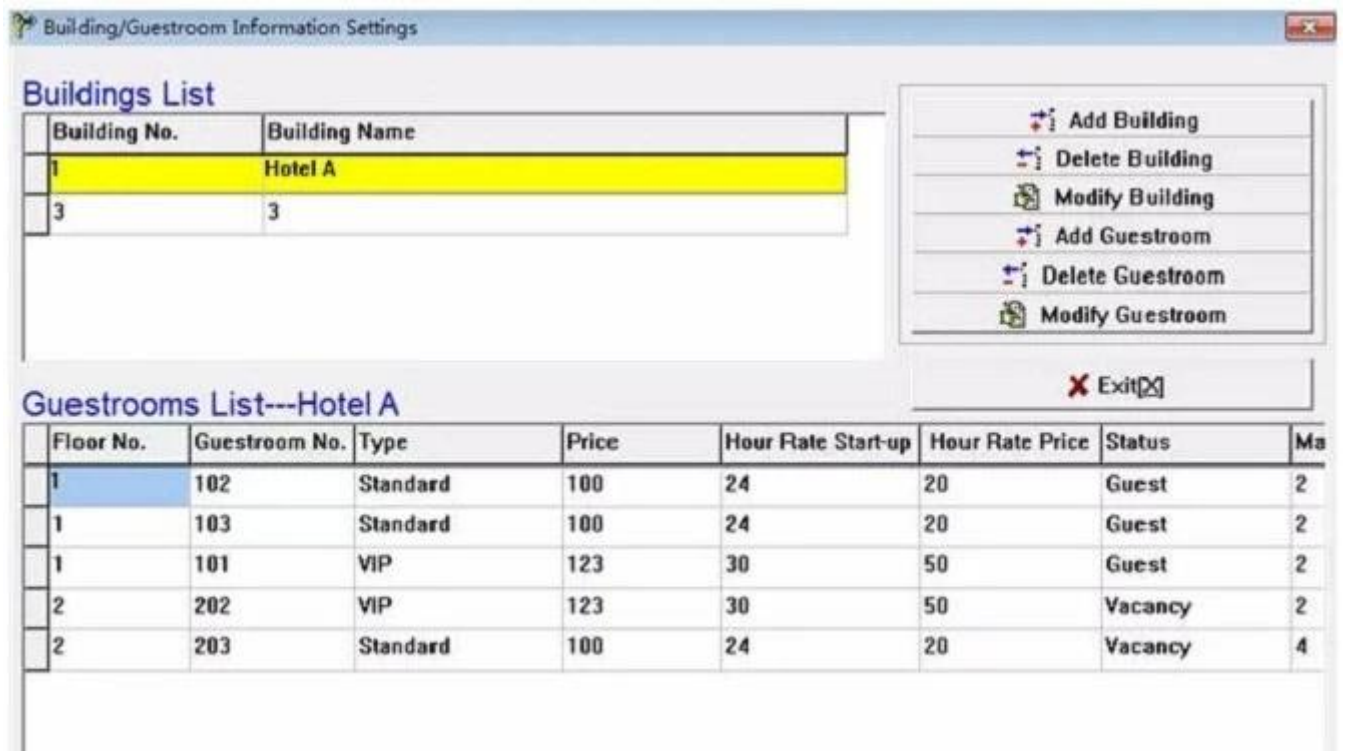 Building/Guestroom Information Settings
Buildings List
Building No. Building Name
1 Hotel A
3 3
Add Building
Delete Building
Modify Building
Add Guestroom
Delete Guestroom
Modify Guestroom
Exit[X]
Guestrooms List---Hotel A
Floor No. Guestroom No. Type Price Hour Rate Start-up Hour Rate Price Status Ma
1 102 Standard 100 24 20 Guest 2
1 103 Standard 100 24 20 Guest 2
1 101 VIP 123 30 50 Guest 2
2 202 VIP 123 30 50 Vacancy 2
2 203 Standard 100 24 20 Vacancy 4